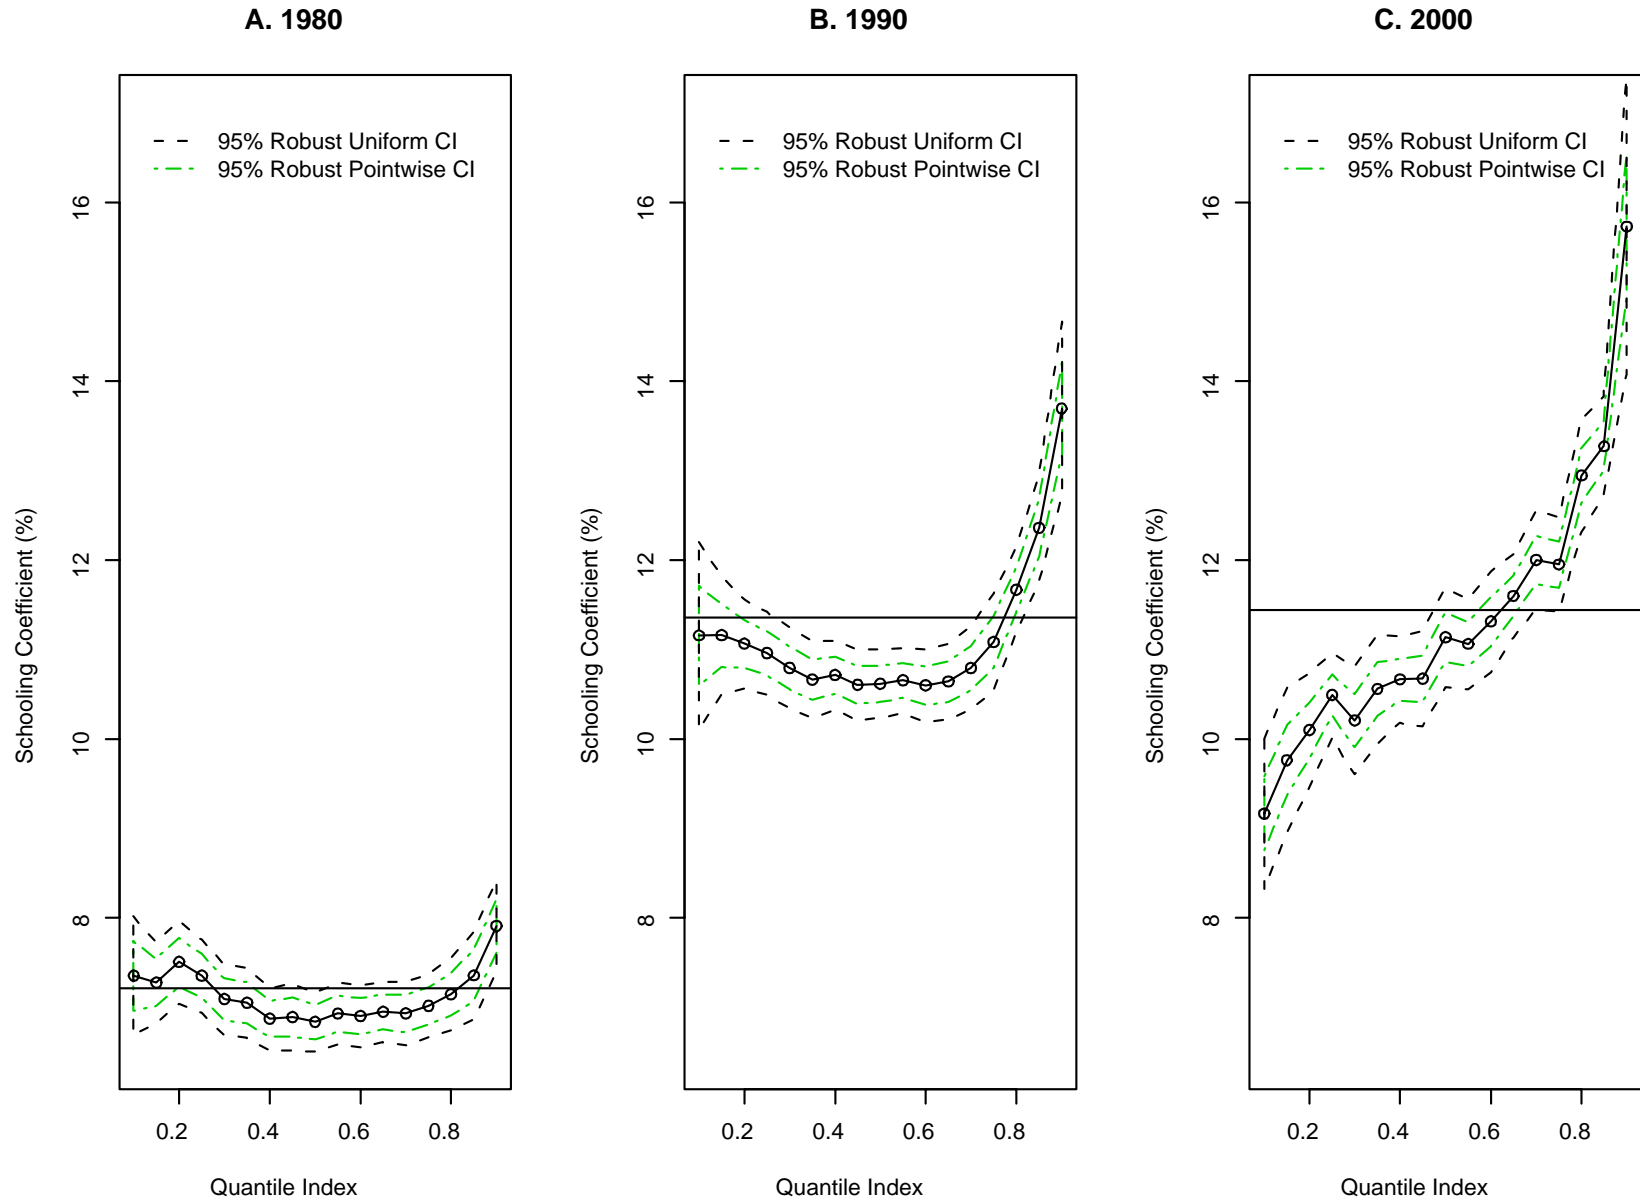 A. 1980
95% Robust Uniform CI
95% Robust Pointwise CI
Schooling Coefficient (%)
16
14
12
10
8
0.2 0.4 0.6 0.8
Quantile Index
B. 1990
95% Robust Uniform CI
95% Robust Pointwise CI
Schooling Coefficient (%)
16
14
12
10
8
0.2 0.4 0.6 0.8
Quantile Index
C. 2000
95% Robust Uniform CI
95% Robust Pointwise CI
Schooling Coefficient (%)
16
14
12
10
8
0.2 0.4 0.6 0.8
Quantile Index